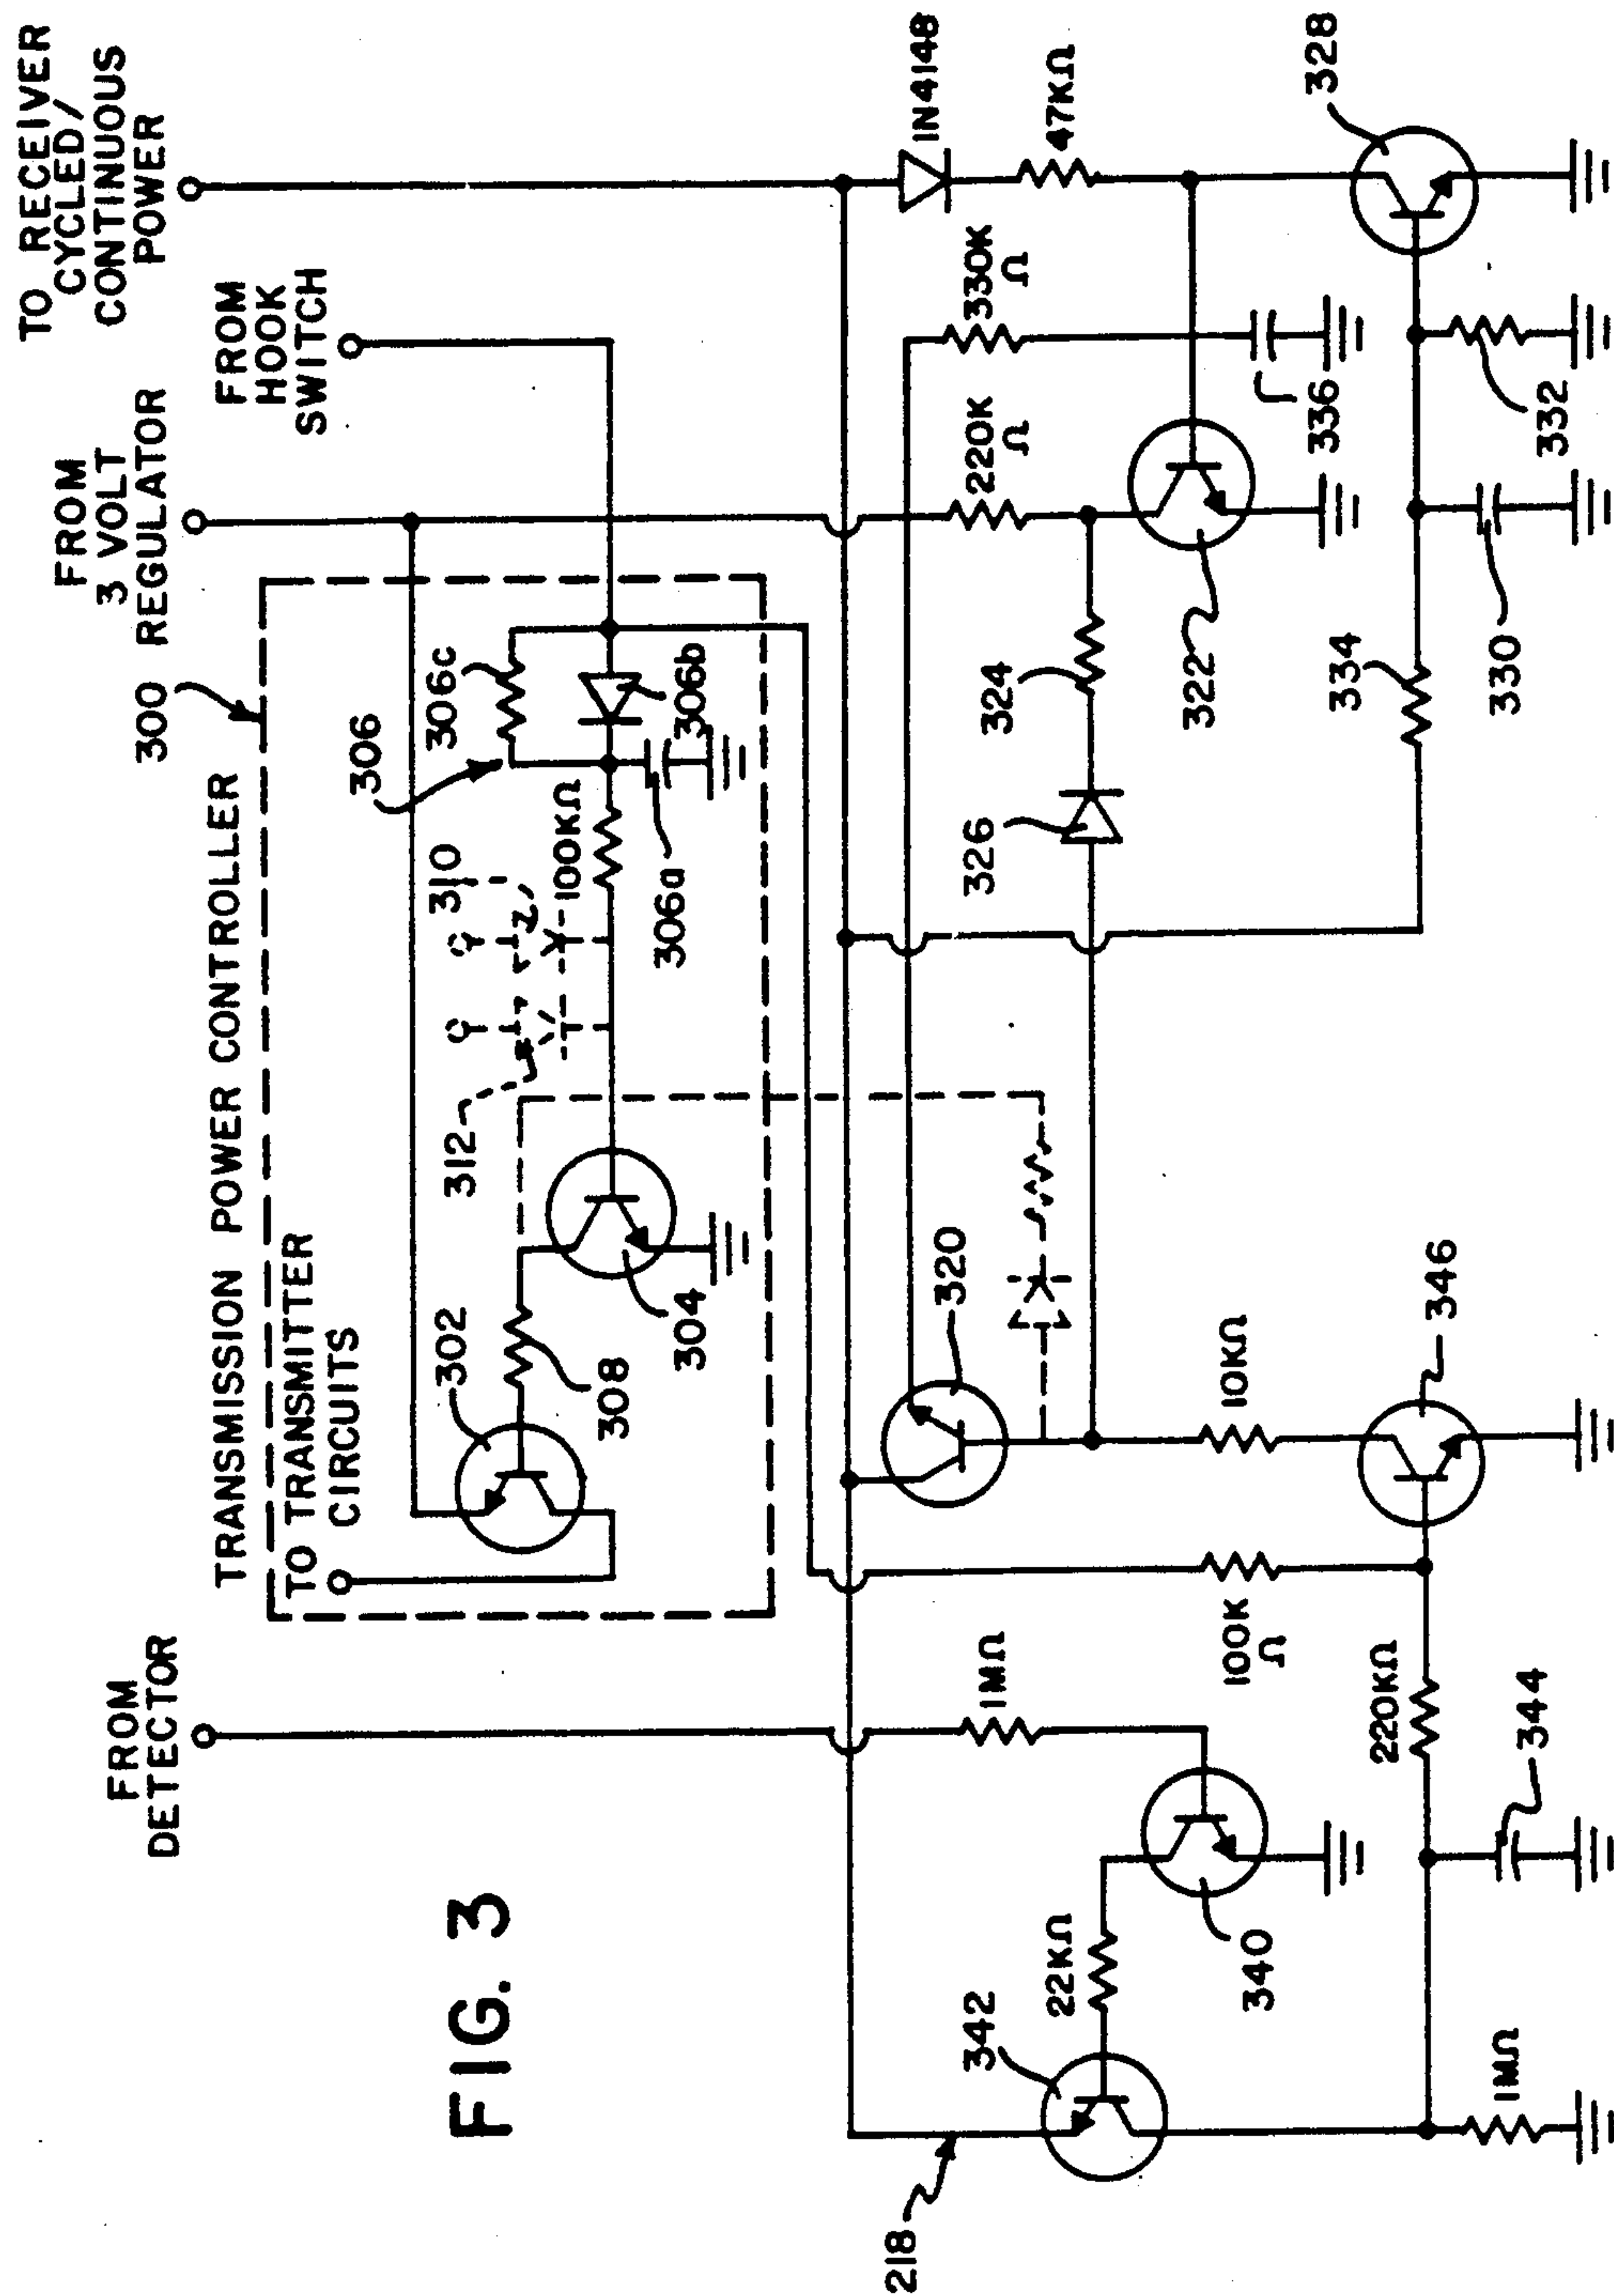 FIG. 3
FROM
DETECTOR
TRANSMISSION POWER CONTROLLER
300
FROM
3 VOLT
REGULATOR
FROM
HOOK
SWITCH
TO RECEIVER
CYCLED/
CONTINUOUS
POWER
TO TRANSMITTER
CIRCUITS
302
308
304
312
310
100KΩ
306
306c
306b
306a
218
342
22KΩ
340
1MΩ
1MΩ
344
220KΩ
100K
Ω
320
10KΩ
346
326
324
322
334
330
332
220K
Ω
330K
Ω
336
1N4148
47KΩ
328